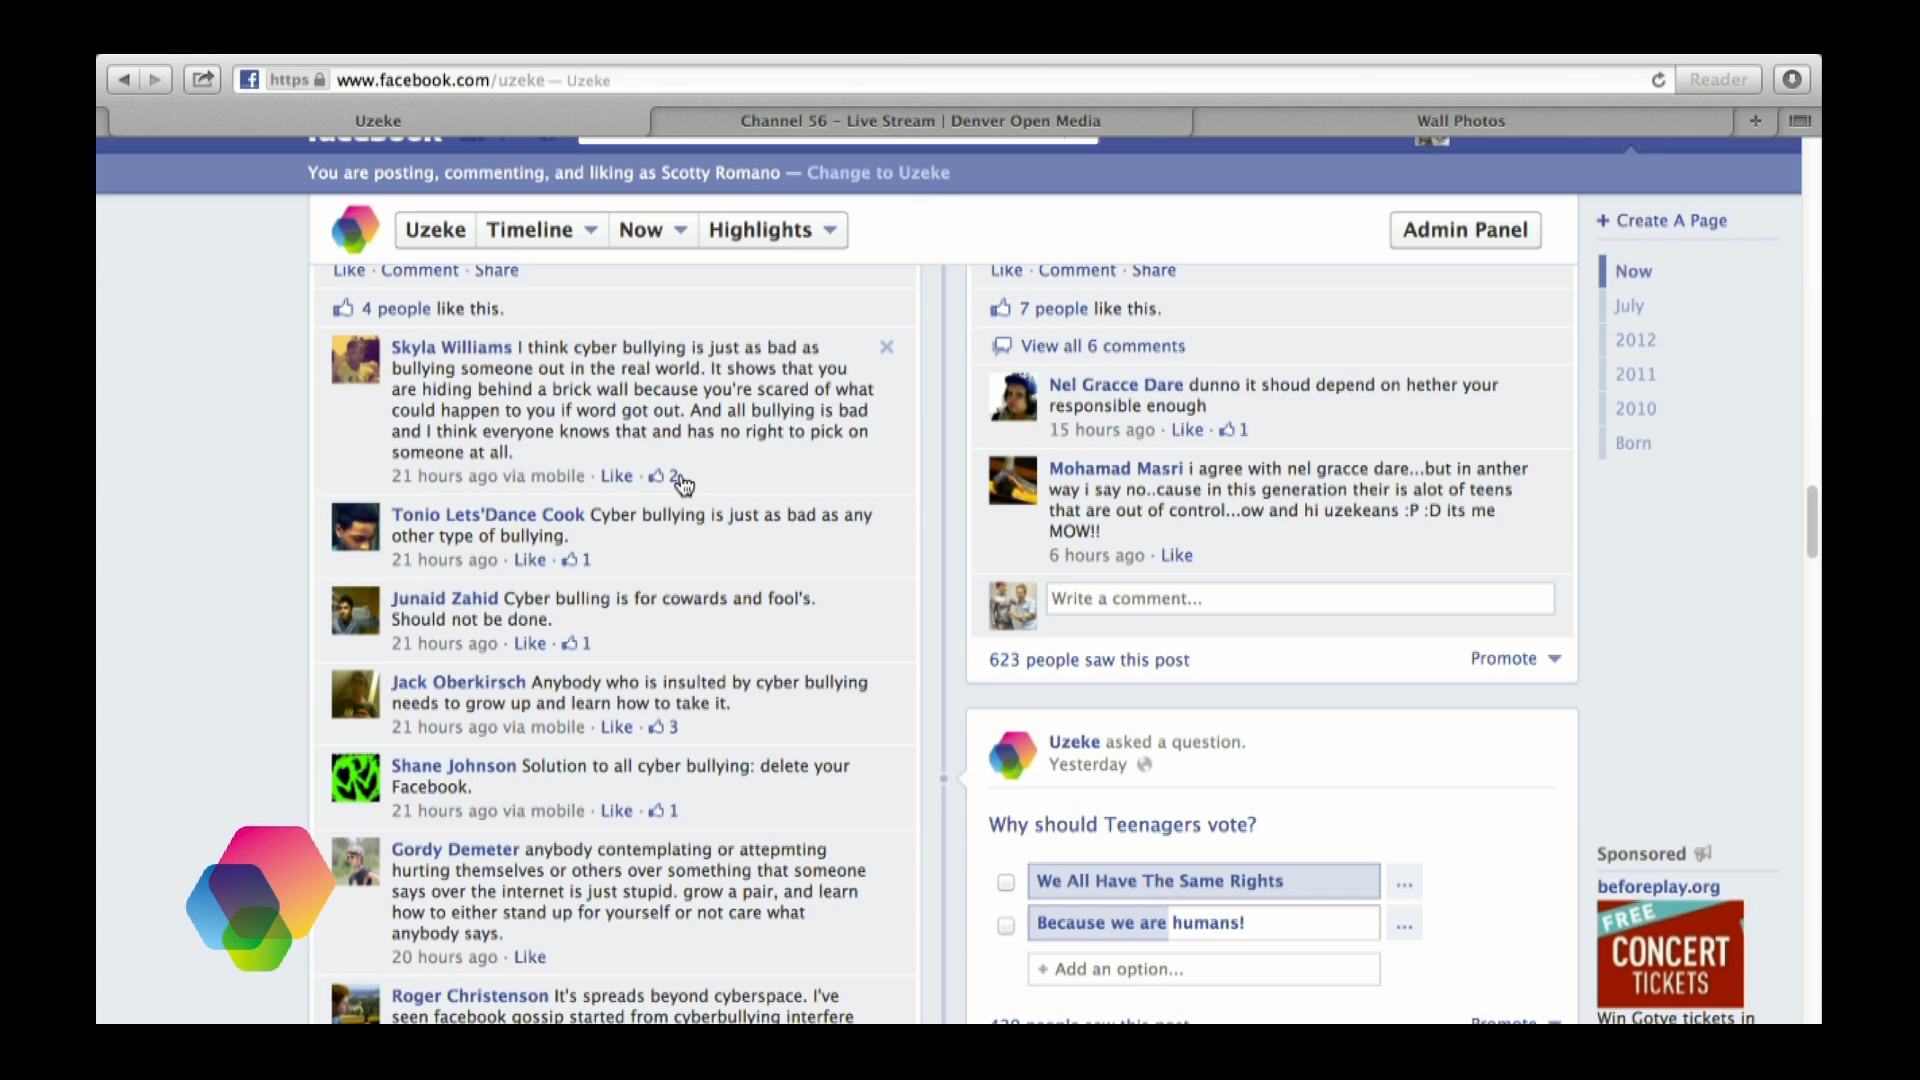 https www.facebook.com/uzeke — Uzeke
Reader
Uzeke
Channel 56 – Live Stream | Denver Open Media
Wall Photos
You are posting, commenting, and liking as Scotty Romano — Change to Uzeke
Uzeke Timeline Now Highlights
Admin Panel
Like · Comment · Share
4 people like this.
Skyla Williams I think cyber bullying is just as bad as
bullying someone out in the real world. It shows that you
are hiding behind a brick wall because you're scared of what
could happen to you if word got out. And all bullying is bad
and I think everyone knows that and has no right to pick on
someone at all.
21 hours ago via mobile · Like · 2
Tonio Lets'Dance Cook Cyber bullying is just as bad as any
other type of bullying.
21 hours ago · Like · 1
Junaid Zahid Cyber bulling is for cowards and fool's.
Should not be done.
21 hours ago · Like · 1
Jack Oberkirsch Anybody who is insulted by cyber bullying
needs to grow up and learn how to take it.
21 hours ago via mobile · Like · 3
Shane Johnson Solution to all cyber bullying: delete your
Facebook.
21 hours ago via mobile · Like · 1
Gordy Demeter anybody contemplating or attepmting
hurting themselves or others over something that someone
says over the internet is just stupid. grow a pair, and learn
how to either stand up for yourself or not care what
anybody says.
20 hours ago · Like
Roger Christenson It's spreads beyond cyberspace. I've
seen facebook gossip started from cyberbullying interfere
Like · Comment · Share
7 people like this.
View all 6 comments
Nel Gracce Dare dunno it shoud depend on hether your
responsible enough
15 hours ago · Like · 1
Mohamad Masri i agree with nel gracce dare...but in anther
way i say no..cause in this generation their is alot of teens
that are out of control...ow and hi uzekeans :P :D its me
MOW!!
6 hours ago · Like
Write a comment...
623 people saw this post
Promote
Uzeke asked a question.
Yesterday
Why should Teenagers vote?
We All Have The Same Rights
...
Because we are humans!
...
+ Add an option...
people saw this post
Promote
+ Create A Page
Now
July
2012
2011
2010
Born
Sponsored
beforeplay.org
FREE
CONCERT
TICKETS
Win Gotye tickets in